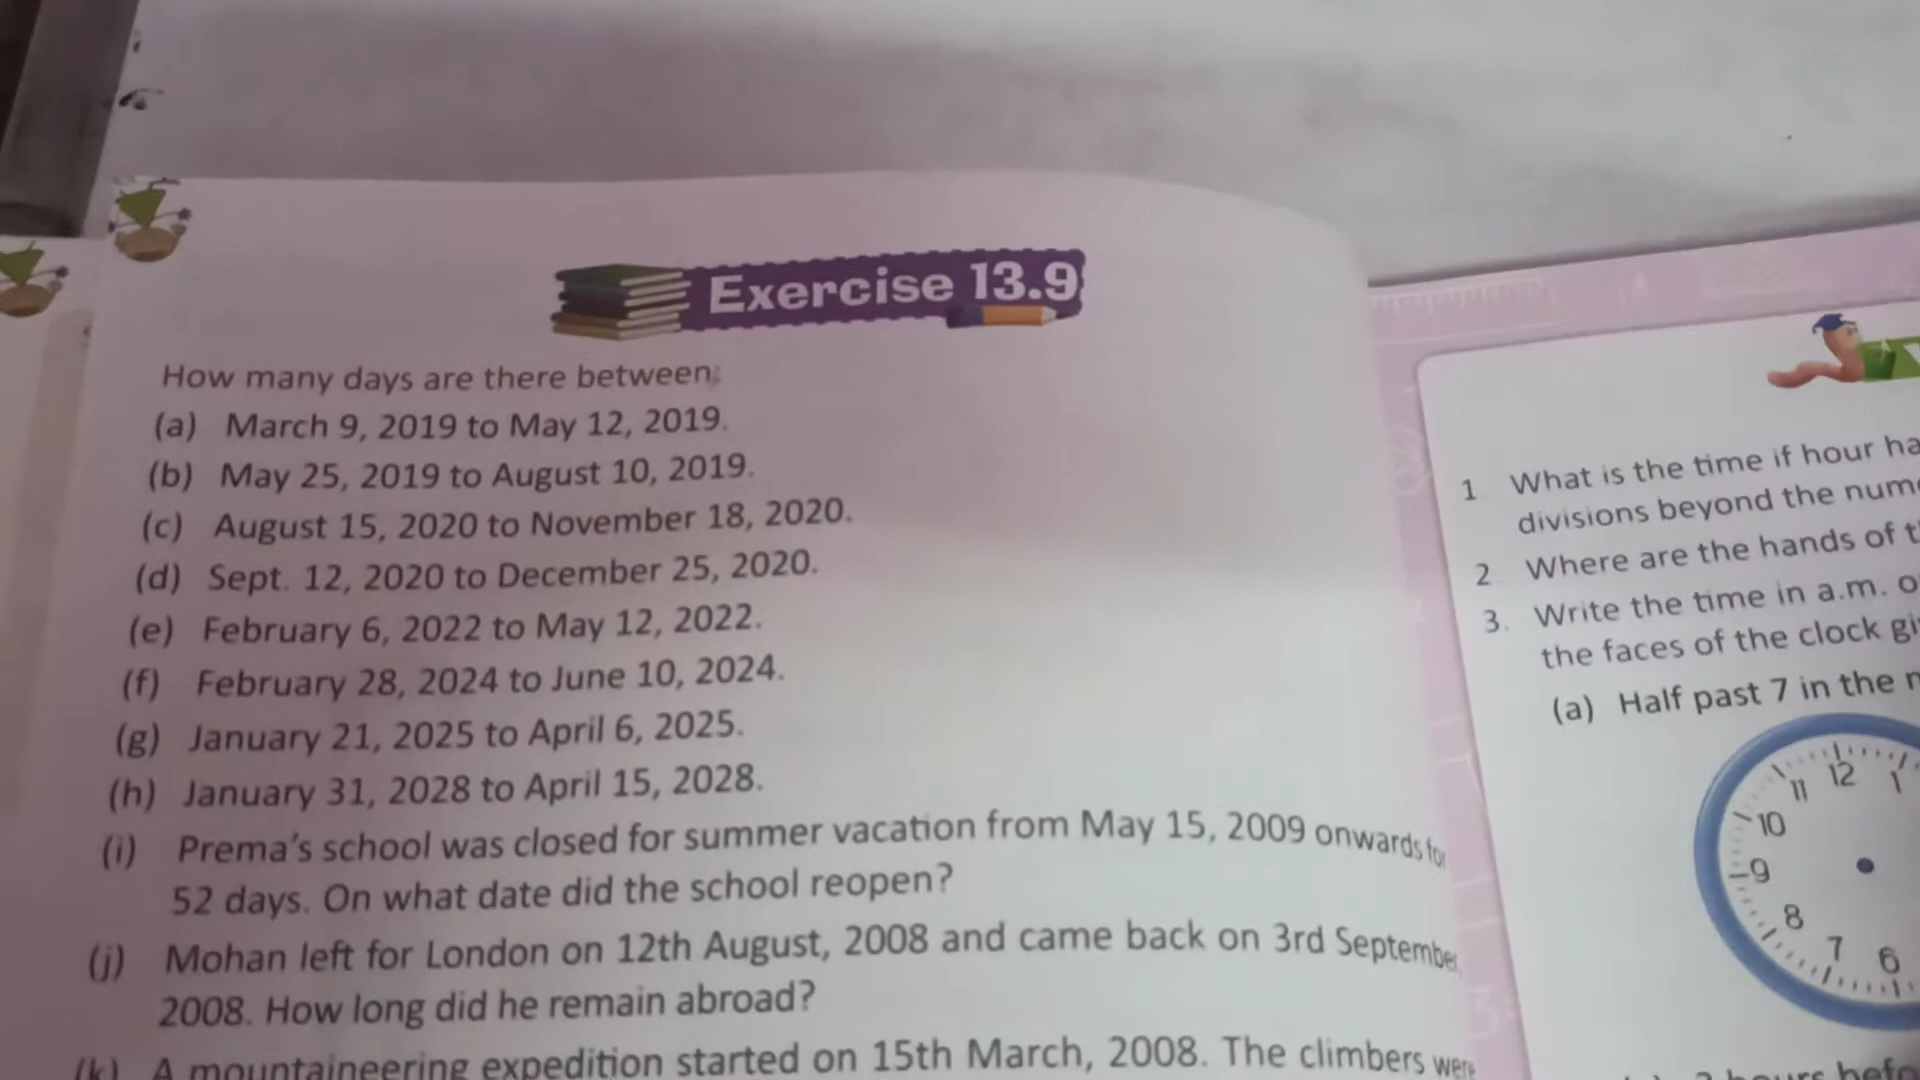 Exercise 13.9
How many days are there between:
(a) March 9, 2019 to May 12, 2019.
(b) May 25, 2019 to August 10, 2019.
(c) August 15, 2020 to November 18, 2020.
(d) Sept. 12, 2020 to December 25, 2020.
(e) February 6, 2022 to May 12, 2022.
(f) February 28, 2024 to June 10, 2024.
(g) January 21, 2025 to April 6, 2025.
(h) January 31, 2028 to April 15, 2028.
(i) Prema's school was closed for summer vacation from May 15, 2009 onwards for
52 days. On what date did the school reopen?
(j) Mohan left for London on 12th August, 2008 and came back on 3rd September,
2008. How long did he remain abroad?
(k) A mountaineering expedition started on 15th March, 2008. The climbers were
1. What is the time if hour
divisions beyond the
2. Where are the hands of
3. Write the time in a.m.
the faces of the clock
(a) Half past 7 in the
11 12 1
10
9
8
7 6